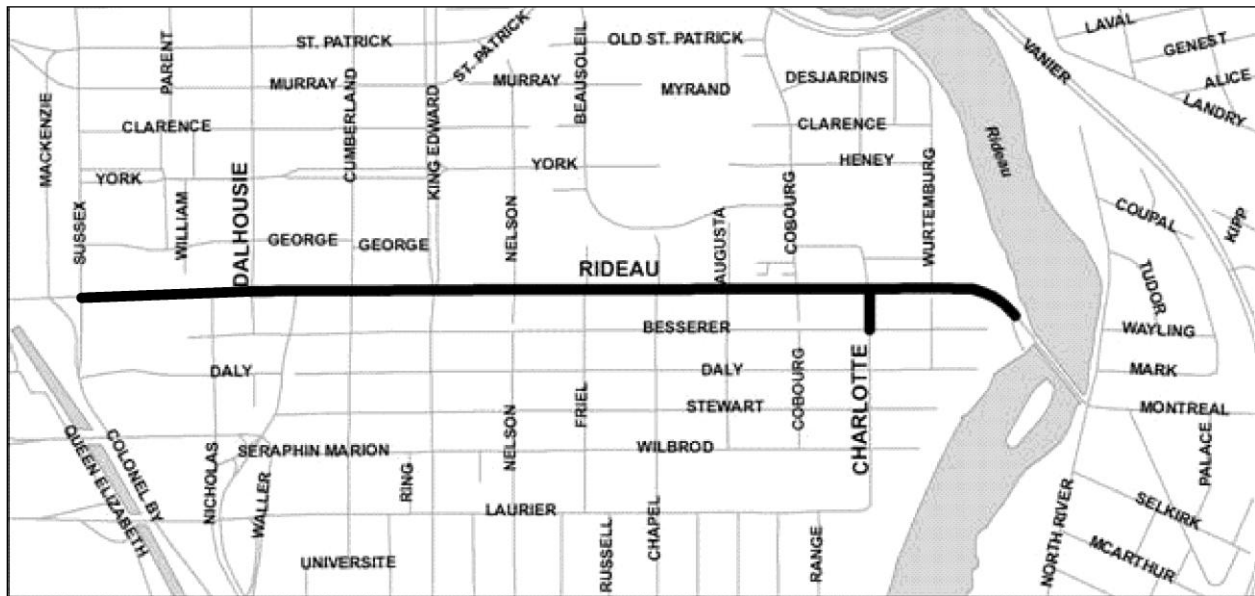 LAVAL
ST. PATRICK
ST. PATRICK
OLD ST. PATRICK
GENEST
PARENT
BEAUSOLEIL
VANIER
MURRAY
MURRAY
MYRAND
DESJARDINS
ALICE
LANDRY
MACKENZIE
CUMBERLAND
KING EDWARD
CLARENCE
CLARENCE
Rideau
YORK
YORK
HENEY
SUSSEX
WILLIAM
DALHOUSIE
GEORGE
GEORGE
NELSON
AUGUSTA
COBOURG
WURTEMBURG
COUPAL
KIPP
RIDEAU
TUDOR
BESSERER
WAYLING
DALY
DALY
MARK
STEWART
COBOURG
CHARLOTTE
MONTREAL
FRIEL
NELSON
QUEEN ELIZABETH
COLONEL BY
NICHOLAS
WALLER
SERAPHIN MARION
WILBROD
PALACE
RING
LAURIER
SELKIRK
UNIVERSITE
RUSSELL
CHAPEL
RANGE
NORTH RIVER
MCARTHUR